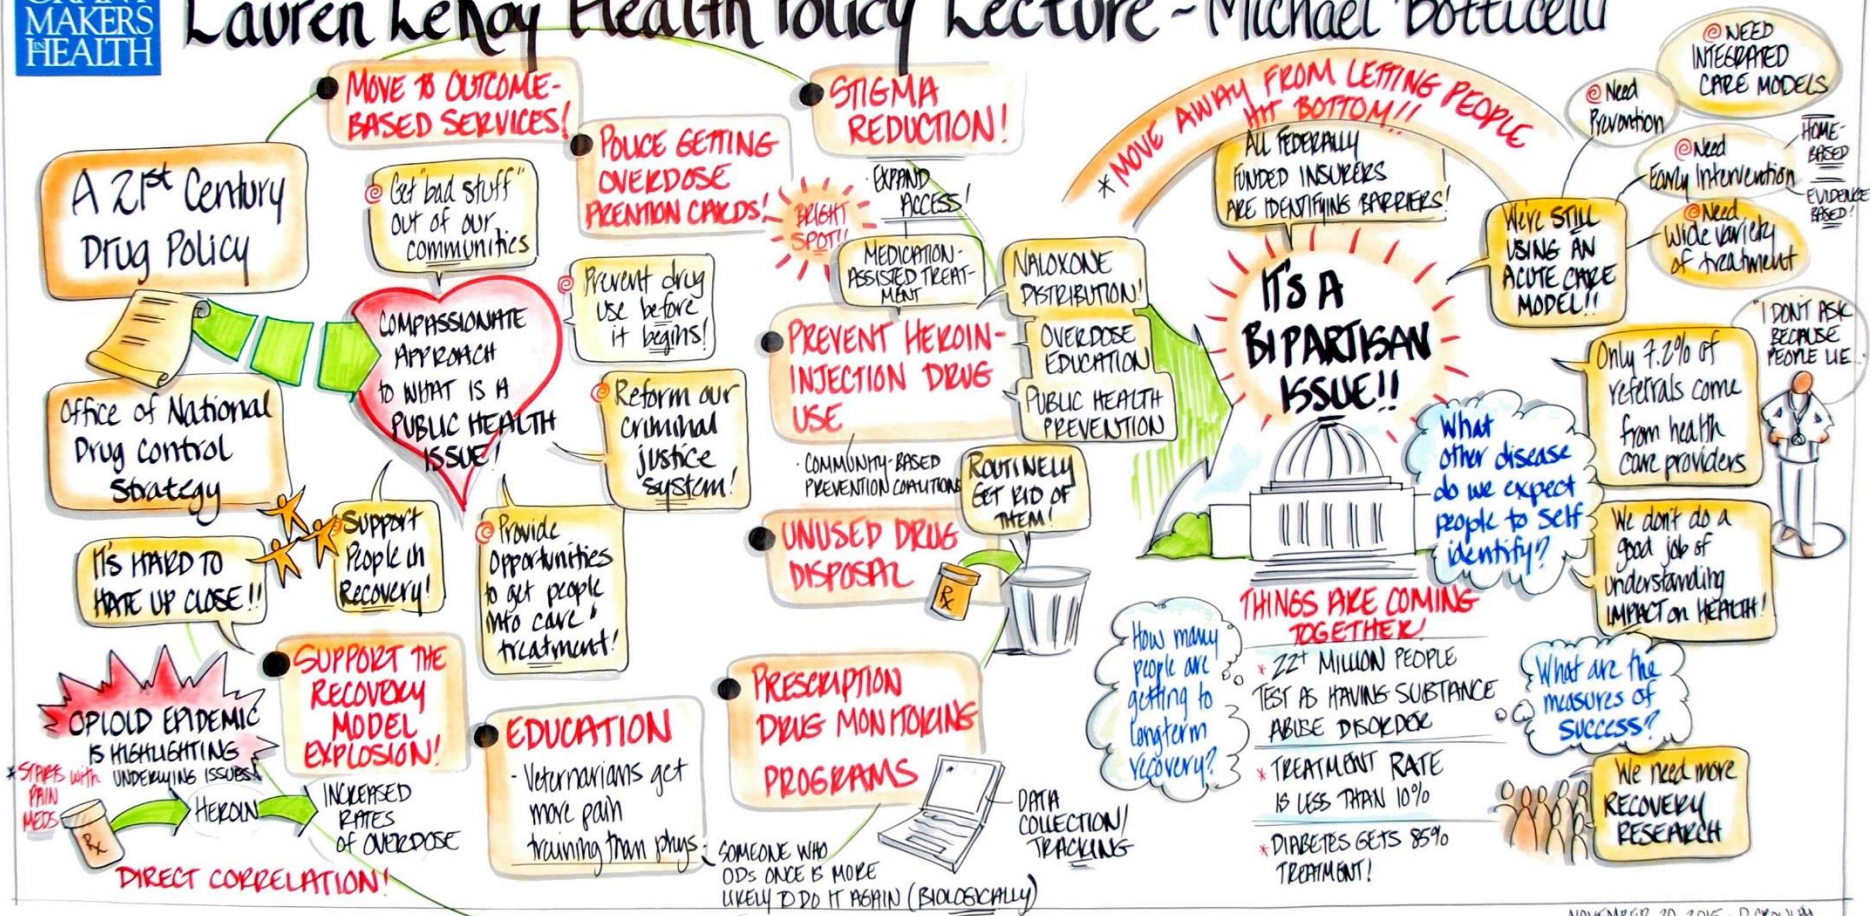 GRANT
MAKERS
IN
HEALTH
Lauren LeRoy Health Policy Lecture ~ Michael Botticelli
A 21st Century
Drug Policy
Office of National
Drug Control
Strategy
IT'S HARD TO
HATE UP CLOSE!!
MOVE TO OUTCOME-
BASED SERVICES!
POLICE GETTING
OVERDOSE
PRENTION CARDS!
BRIGHT
SPOT!!
STIGMA
REDUCTION!
Get "bad stuff"
out of our
communities
COMPASSIONATE
APPROACH
to WHAT IS A
PUBLIC HEALTH
ISSUE!
Prevent drug
use before
it begins!
Reform our
criminal
justice
system!
Support
People in
Recovery!
Provide
opportunities
to get people
into care &
treatment!
· EXPAND
ACCESS!
MEDICATION-
ASSISTED TREAT-
MENT
NALOXONE
DISTRIBUTION!
OVERDOSE
EDUCATION
PUBLIC HEALTH
PREVENTION
PREVENT HEROIN-
INJECTION DRUG
USE
· COMMUNITY-BASED
PREVENTION COALITIONS
ROUTINELY
GET RID OF
THEM!
UNUSED DRUG
DISPOSAL
Rx
SUPPORT THE
RECOVERY
MODEL
EXPLOSION!
OPIOID EPIDEMIC
IS HIGHLIGHTING
UNDERLYING ISSUES
* STARTS with
PAIN
MEDS
Rx
HEROIN
INCREASED
RATES
of OVERDOSE
DIRECT CORRELATION!
EDUCATION
- Veternarians get
more pain
training than phys.
PRESCRIPTION
DRUG MONITORING
PROGRAMS
DATA
COLLECTION/
TRACKING
SOMEONE WHO
ODs ONCE IS MORE
LIKELY TO DO IT AGAIN (BIOLOGICALLY)
* MOVE AWAY FROM LETTING PEOPLE
HIT BOTTOM!!
ALL FEDERALLY
FUNDED INSURERS
ARE IDENTIFYING BARRIERS!
IT'S A
BIPARTISAN
ISSUE!!
WE'RE STILL
USING AN
ACUTE CARE
MODEL!!
NEED
INTEGRATED
CARE MODELS
Need
Prevention
Need
Early Intervention
HOME-
BASED
EVIDENCE
BASED!
Need
Wide variety
of treatment
"I DON'T ASK
BECAUSE
PEOPLE LIE...
Only 7.2% of
referrals come
from health
care providers
What
other disease
do we expect
people to self
identify?
We don't do a
good job of
understanding
IMPACT on HEALTH!
THINGS ARE COMING
TOGETHER!
* 22+ MILLION PEOPLE
TEST AS HAVING SUBSTANCE
ABUSE DISORDER
* TREATMENT RATE
IS LESS THAN 10%
* DIABETES GETS 85%
TREATMENT!
How many
people are
getting to
longterm
recovery?
What are the
measures of
success?
We need more
RECOVERY
RESEARCH
NOVEMBER 20, 2015 - P. CROWLEY